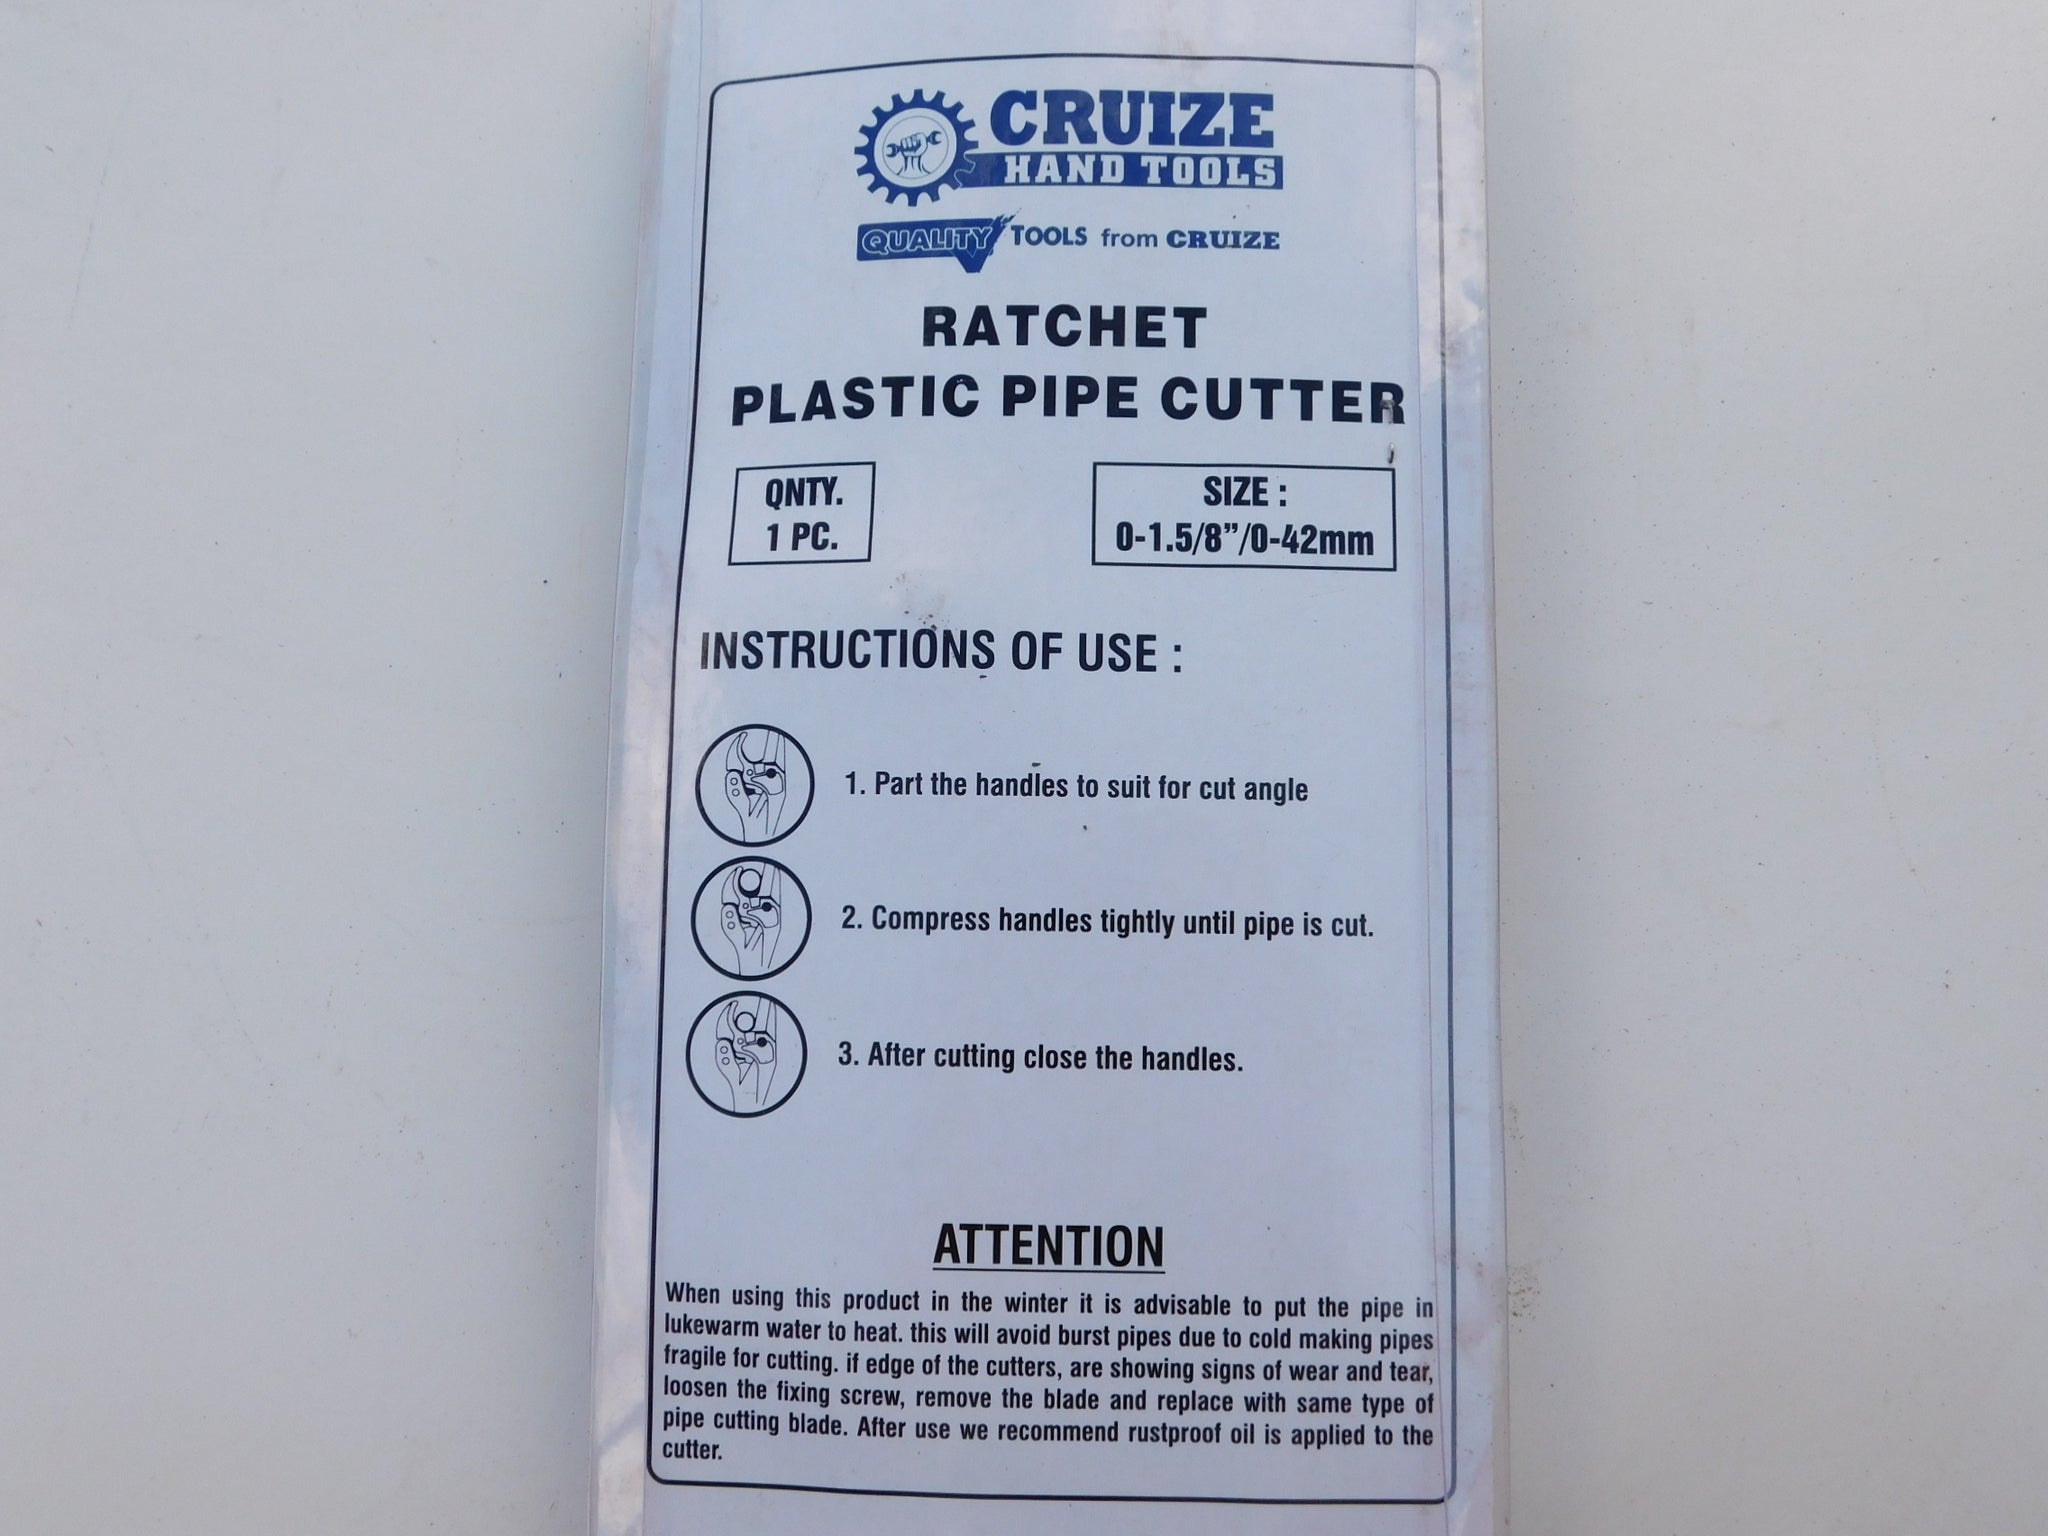 CRUIZE
HAND TOOLS
QUALITY TOOLS from CRUIZE
RATCHET
PLASTIC PIPE CUTTER
QNTY.
1 PC.
SIZE :
0-1.5/8”/0-42mm
INSTRUCTIONS OF USE :
1. Part the handles to suit for cut angle
2. Compress handles tightly until pipe is cut.
3. After cutting close the handles.
ATTENTION
When using this product in the winter it is advisable to put the pipe in
lukewarm water to heat. this will avoid burst pipes due to cold making pipes
fragile for cutting. if edge of the cutters, are showing signs of wear and tear,
loosen the fixing screw, remove the blade and replace with same type of
pipe cutting blade. After use we recommend rustproof oil is applied to the
cutter.